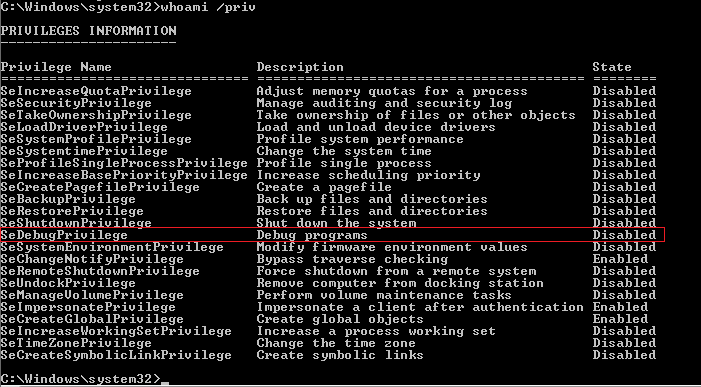 C:\Windows\system32>whoami /priv
PRIVILEGES INFORMATION
----------------------
Privilege Name                  Description                               State
=============================== ========================================= ========
SeIncreaseQuotaPrivilege        Adjust memory quotas for a process        Disabled
SeSecurityPrivilege             Manage auditing and security log          Disabled
SeTakeOwnershipPrivilege        Take ownership of files or other objects  Disabled
SeLoadDriverPrivilege           Load and unload device drivers            Disabled
SeSystemProfilePrivilege        Profile system performance                Disabled
SeSystemtimePrivilege           Change the system time                    Disabled
SeProfileSingleProcessPrivilege Profile single process                    Disabled
SeIncreaseBasePriorityPrivilege Increase scheduling priority              Disabled
SeCreatePagefilePrivilege       Create a pagefile                         Disabled
SeBackupPrivilege               Back up files and directories             Disabled
SeRestorePrivilege              Restore files and directories             Disabled
SeShutdownPrivilege             Shut down the system                      Disabled
SeDebugPrivilege                Debug programs                            Disabled
SeSystemEnvironmentPrivilege    Modify firmware environment values        Disabled
SeChangeNotifyPrivilege         Bypass traverse checking                  Enabled
SeRemoteShutdownPrivilege       Force shutdown from a remote system       Disabled
SeUndockPrivilege               Remove computer from docking station      Disabled
SeManageVolumePrivilege         Perform volume maintenance tasks          Disabled
SeImpersonatePrivilege          Impersonate a client after authentication Enabled
SeCreateGlobalPrivilege         Create global objects                     Enabled
SeIncreaseWorkingSetPrivilege   Increase a process working set            Disabled
SeTimeZonePrivilege             Change the time zone                      Disabled
SeCreateSymbolicLinkPrivilege   Create symbolic links                     Disabled
C:\Windows\system32>_